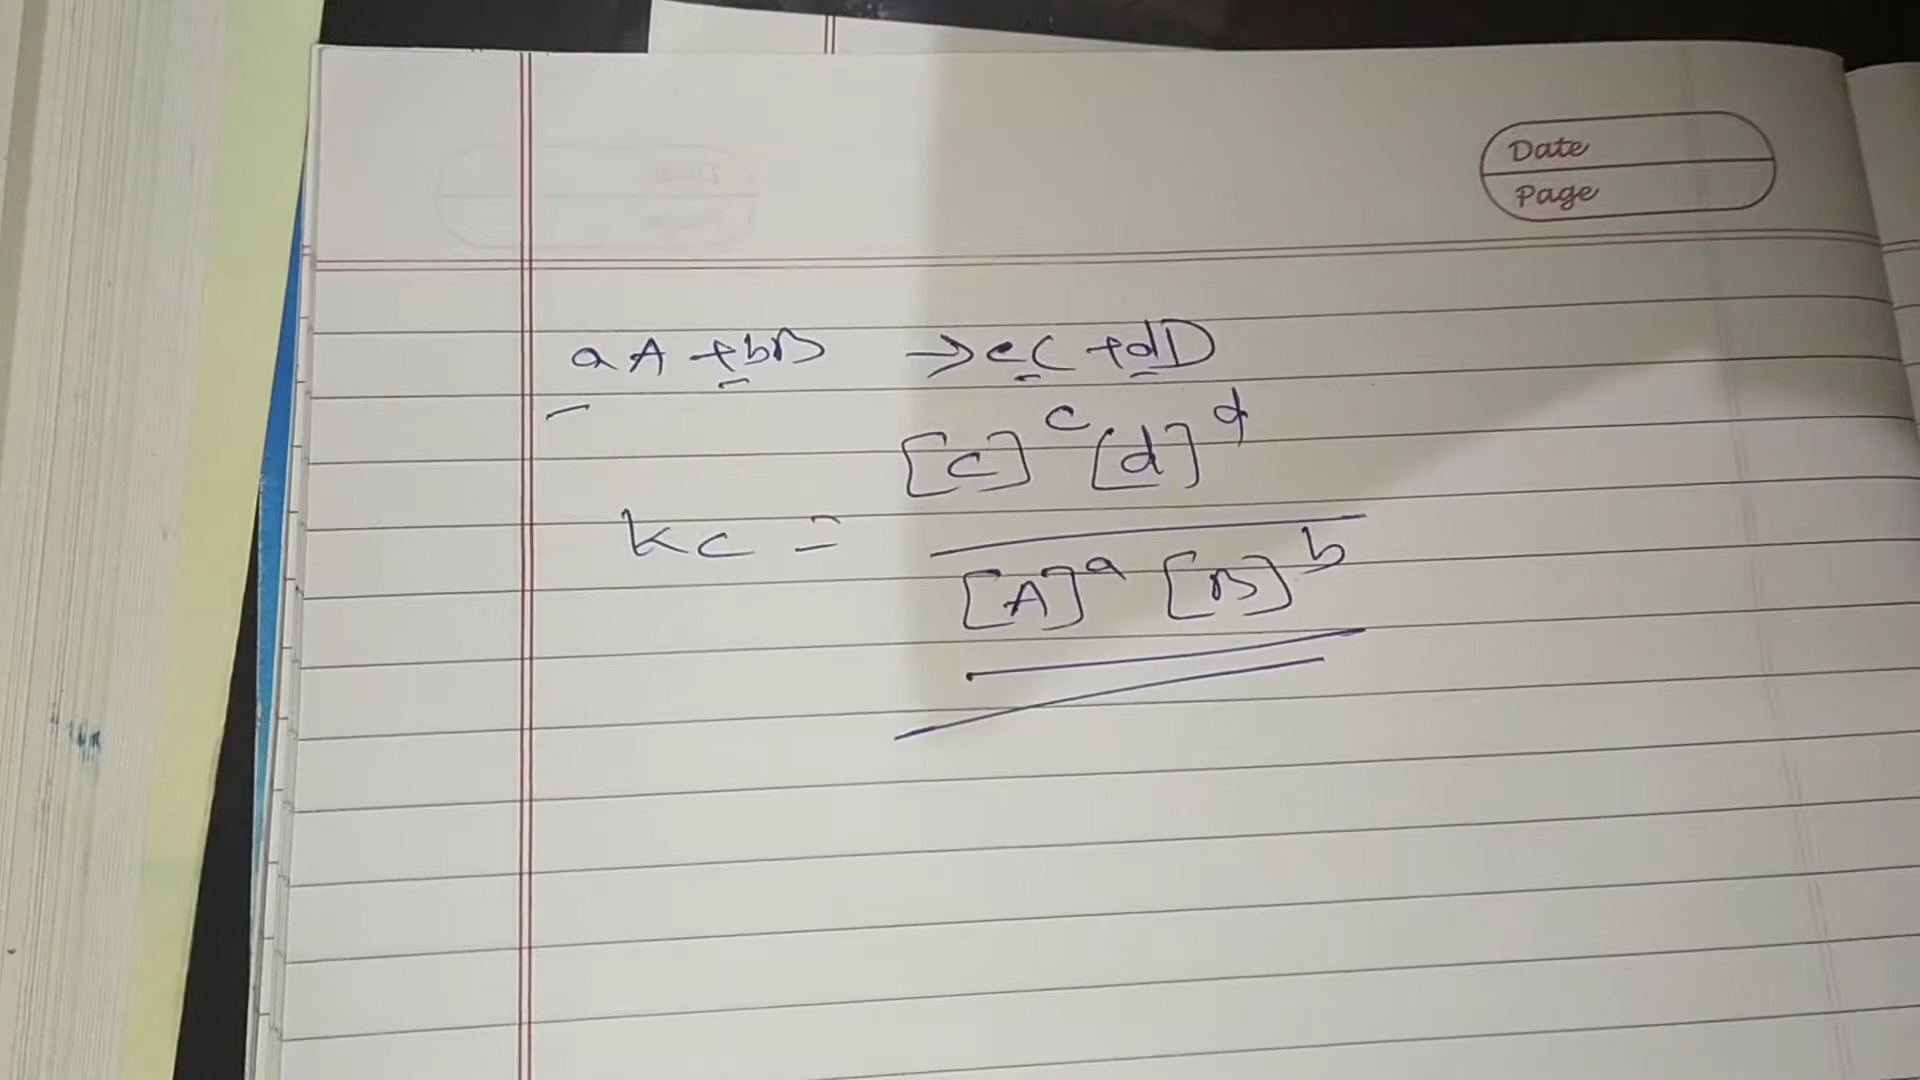 Date
Page
aA + bB → cC + dD
[C]^c [d]^d
kc =
[A]^a [B]^b